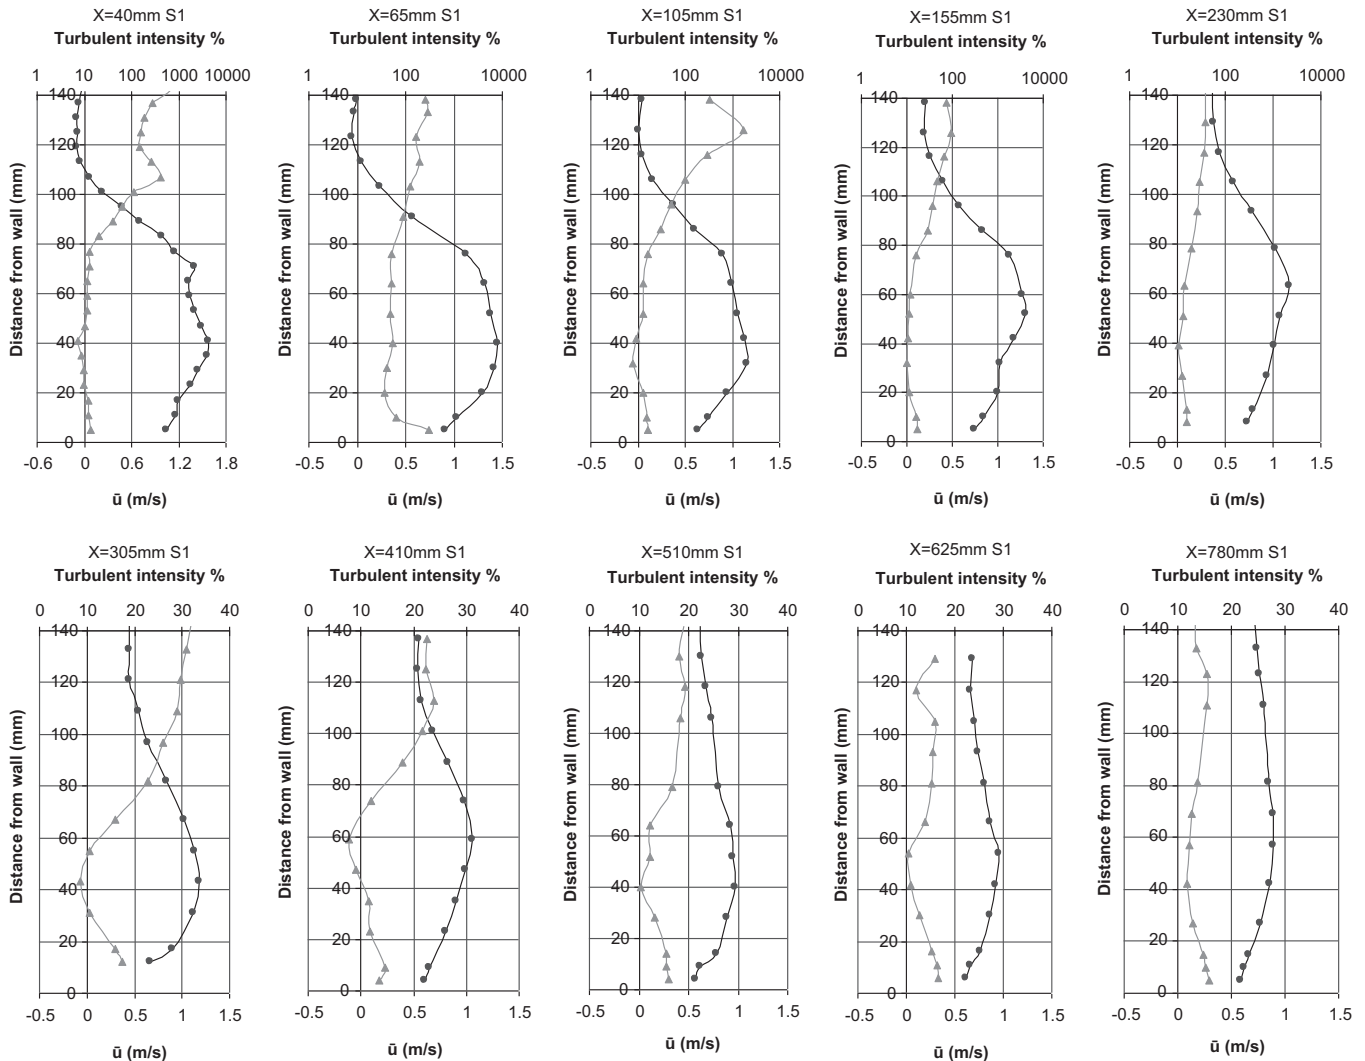 X=40mm S1
Turbulent intensity %
1 10 100 1000 10000
140
120
100
80
60
40
20
0
Distance from wall (mm)
-0.6 0 0.6 1.2 1.8
ū (m/s)
X=65mm S1
Turbulent intensity %
1 100 10000
140
120
100
80
60
40
20
0
Distance from wall (mm)
-0.5 0 0.5 1 1.5
ū (m/s)
X=105mm S1
Turbulent intensity %
1 100 10000
140
120
100
80
60
40
20
0
Distance from wall (mm)
-0.5 0 0.5 1 1.5
ū (m/s)
X=155mm S1
Turbulent intensity %
1 100 10000
140
120
100
80
60
40
20
0
Distance from wall (mm)
-0.5 0 0.5 1 1.5
ū (m/s)
X=230mm S1
Turbulent intensity %
1 100 10000
140
120
100
80
60
40
20
0
Distance from wall (mm)
-0.5 0 0.5 1 1.5
ū (m/s)
X=305mm S1
Turbulent intensity %
0 10 20 30 40
140
120
100
80
60
40
20
0
Distance from wall (mm)
-0.5 0 0.5 1 1.5
ū (m/s)
X=410mm S1
Turbulent intensity %
0 10 20 30 40
140
120
100
80
60
40
20
0
Distance from wall (mm)
-0.5 0 0.5 1 1.5
ū (m/s)
X=510mm S1
Turbulent intensity %
0 10 20 30 40
140
120
100
80
60
40
20
0
Distance from wall (mm)
-0.5 0 0.5 1 1.5
ū (m/s)
X=625mm S1
Turbulent intensity %
0 10 20 30 40
140
120
100
80
60
40
20
0
Distance from wall (mm)
-0.5 0 0.5 1 1.5
ū (m/s)
X=780mm S1
Turbulent intensity %
0 10 20 30 40
140
120
100
80
60
40
20
0
Distance from wall (mm)
-0.5 0 0.5 1 1.5
ū (m/s)